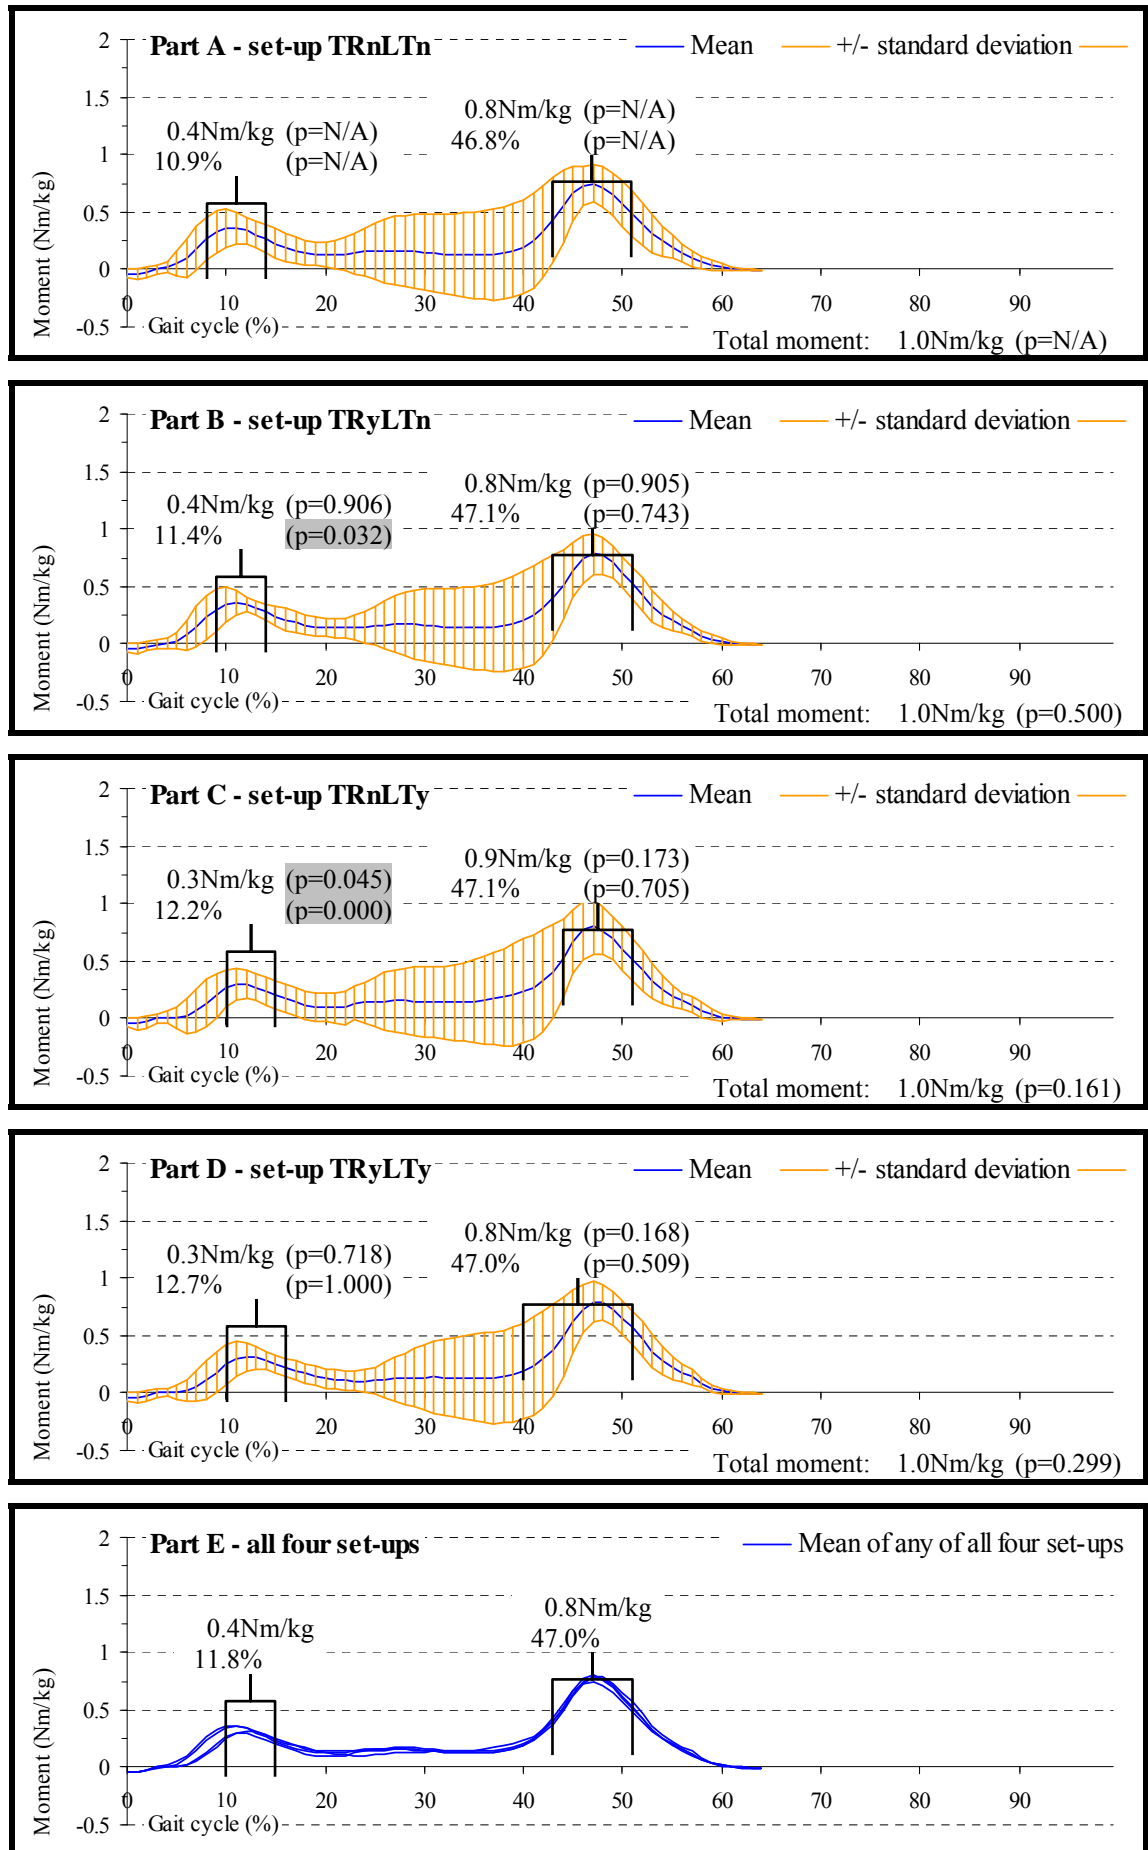 Part A - set-up TRnLTn Mean +/- standard deviation
2
1.5
1
0.5
0
-0.5
Moment (Nm/kg)
0.4Nm/kg (p=N/A)
10.9% (p=N/A)
0.8Nm/kg (p=N/A)
46.8% (p=N/A)
0 10 20 30 40 50 60 70 80 90
Gait cycle (%)
Total moment: 1.0Nm/kg (p=N/A)
Part B - set-up TRyLTn Mean +/- standard deviation
2
1.5
1
0.5
0
-0.5
Moment (Nm/kg)
0.4Nm/kg (p=0.906)
11.4% (p=0.032)
0.8Nm/kg (p=0.905)
47.1% (p=0.743)
0 10 20 30 40 50 60 70 80 90
Gait cycle (%)
Total moment: 1.0Nm/kg (p=0.500)
Part C - set-up TRnLTy Mean +/- standard deviation
2
1.5
1
0.5
0
-0.5
Moment (Nm/kg)
0.3Nm/kg (p=0.045)
12.2% (p=0.000)
0.9Nm/kg (p=0.173)
47.1% (p=0.705)
0 10 20 30 40 50 60 70 80 90
Gait cycle (%)
Total moment: 1.0Nm/kg (p=0.161)
Part D - set-up TRyLTy Mean +/- standard deviation
2
1.5
1
0.5
0
-0.5
Moment (Nm/kg)
0.3Nm/kg (p=0.718)
12.7% (p=1.000)
0.8Nm/kg (p=0.168)
47.0% (p=0.509)
0 10 20 30 40 50 60 70 80 90
Gait cycle (%)
Total moment: 1.0Nm/kg (p=0.299)
Part E - all four set-ups Mean of any of all four set-ups
2
1.5
1
0.5
0
-0.5
Moment (Nm/kg)
0.4Nm/kg
11.8%
0.8Nm/kg
47.0%
0 10 20 30 40 50 60 70 80 90
Gait cycle (%)